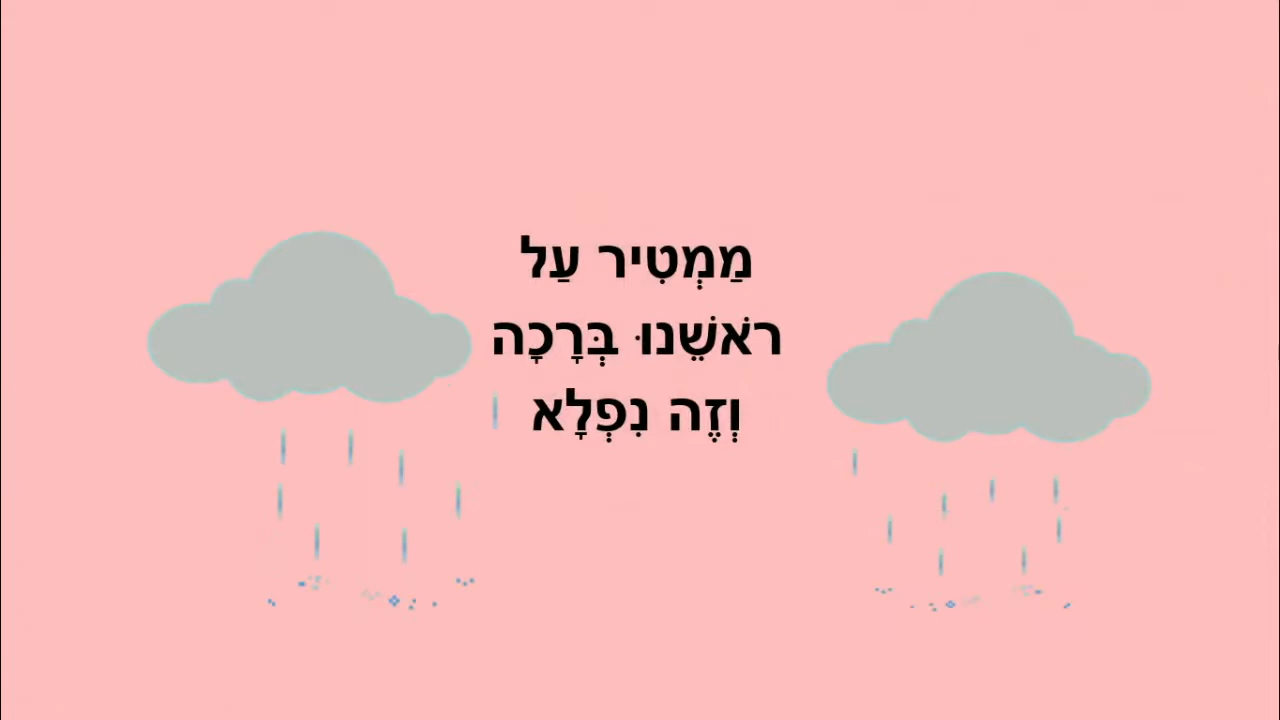 מַמְטִיר עַל
רֹאשֵׁנוּ בְּרָכָה
וְזֶה נִפְלָא